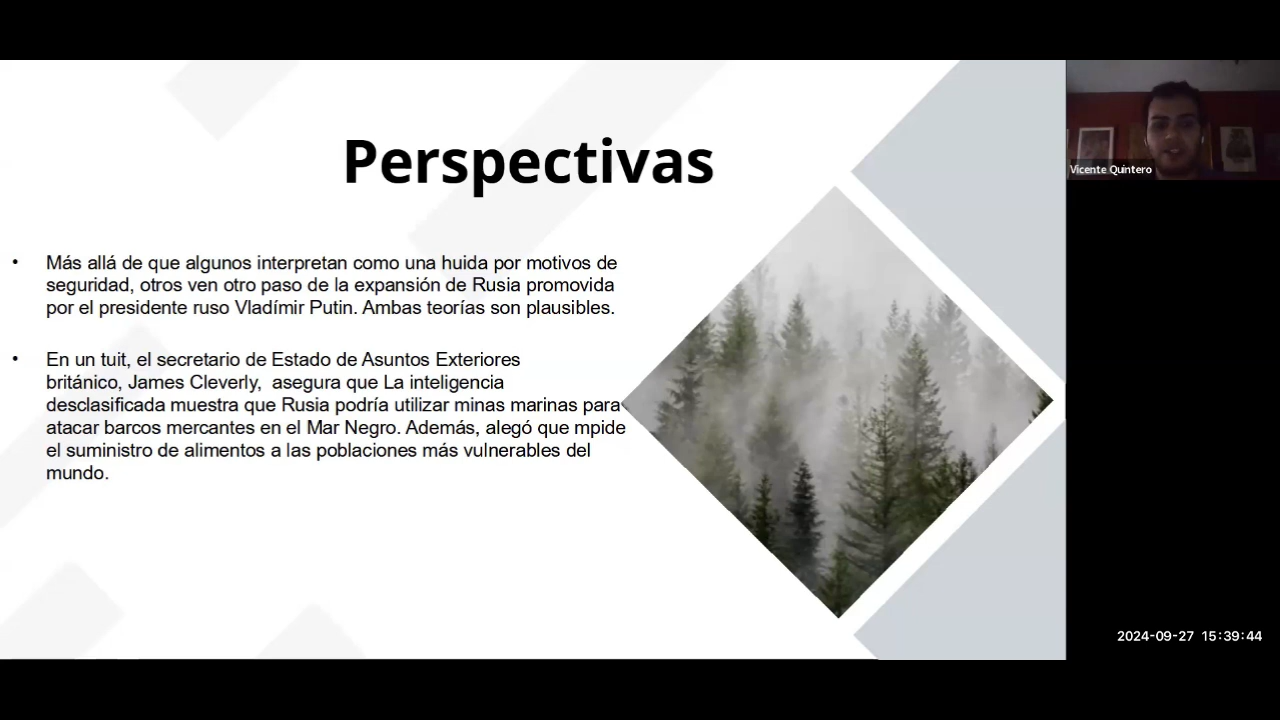 Perspectivas
• Más allá de que algunos interpretan como una huida por motivos de
seguridad, otros ven otro paso de la expansión de Rusia promovida
por el presidente ruso Vladímir Putin. Ambas teorías son plausibles.
• En un tuit, el secretario de Estado de Asuntos Exteriores
británico, James Cleverly,  asegura que La inteligencia
desclasificada muestra que Rusia podría utilizar minas marinas para
atacar barcos mercantes en el Mar Negro. Además, alegó que mpide
el suministro de alimentos a las poblaciones más vulnerables del
mundo.
Vicente Quintero
2024-09-27 15:39:44